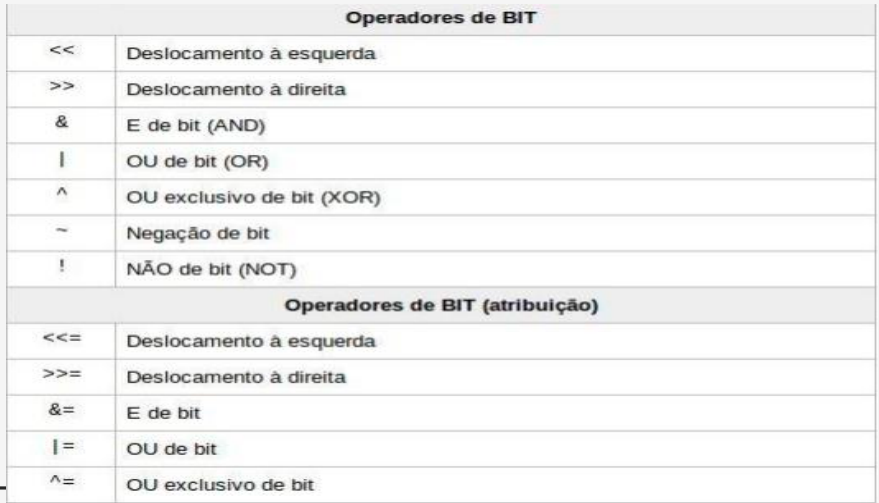 Operadores de BIT
<< Deslocamento à esquerda
>> Deslocamento à direita
& E de bit (AND)
| OU de bit (OR)
^ OU exclusivo de bit (XOR)
~ Negação de bit
! NÃO de bit (NOT)
Operadores de BIT (atribuição)
<<= Deslocamento à esquerda
>>= Deslocamento à direita
&= E de bit
|= OU de bit
^= OU exclusivo de bit